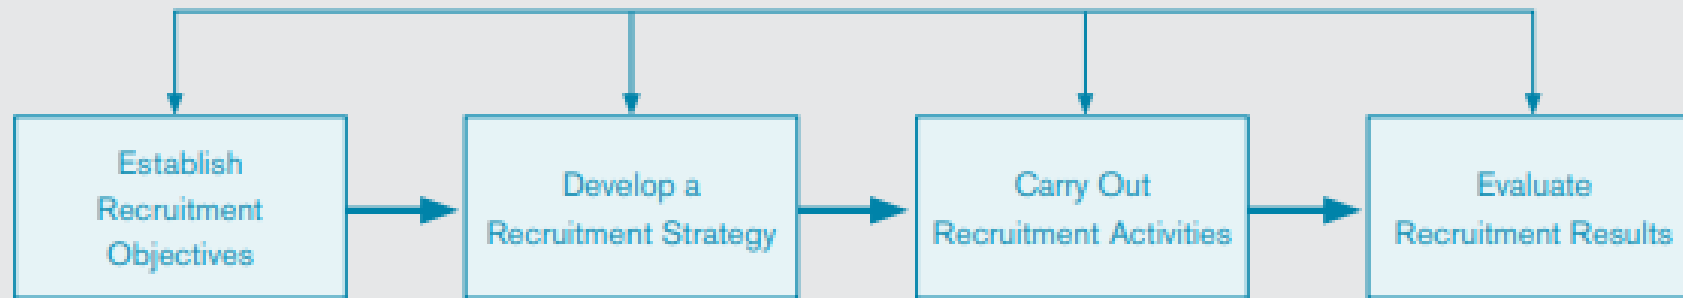 Establish
Recruitment
Objectives
Develop a
Recruitment Strategy
Carry Out
Recruitment Activities
Evaluate
Recruitment Results